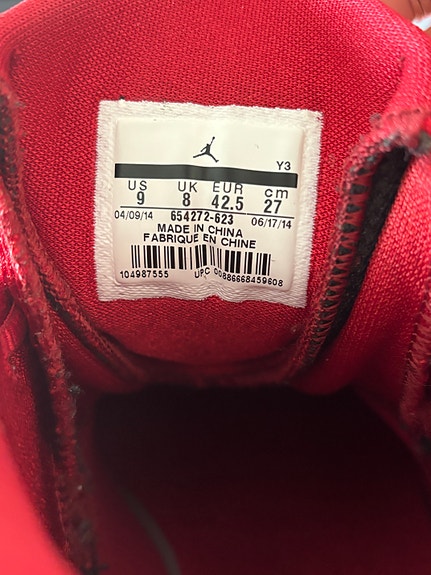 Y3
US UK EUR cm
9 8 42.5 27
04/09/14 654272-623 06/17/14
MADE IN CHINA
FABRIQUE EN CHINE
104987555 UPC 00886668459608